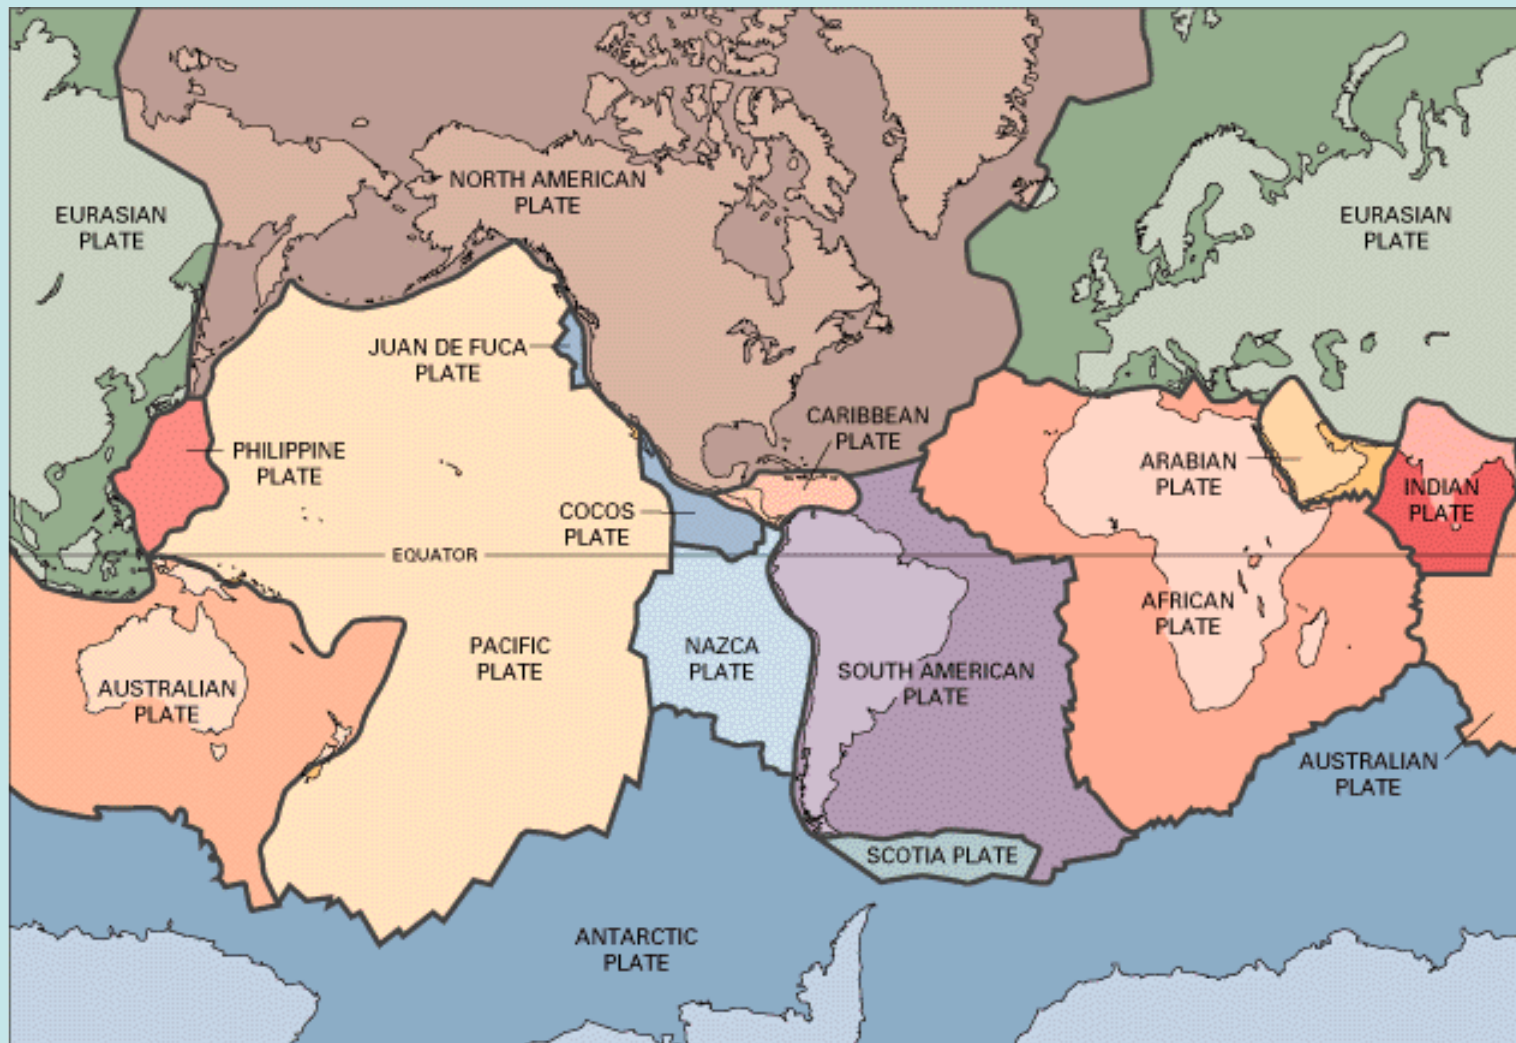 NORTH AMERICAN
PLATE
EURASIAN
PLATE
EURASIAN
PLATE
JUAN DE FUCA
PLATE
CARIBBEAN
PLATE
PHILIPPINE
PLATE
ARABIAN
PLATE
INDIAN
PLATE
COCOS
PLATE
EQUATOR
AFRICAN
PLATE
PACIFIC
PLATE
NAZCA
PLATE
SOUTH AMERICAN
PLATE
AUSTRALIAN
PLATE
AUSTRALIAN
PLATE
SCOTIA PLATE
ANTARCTIC
PLATE